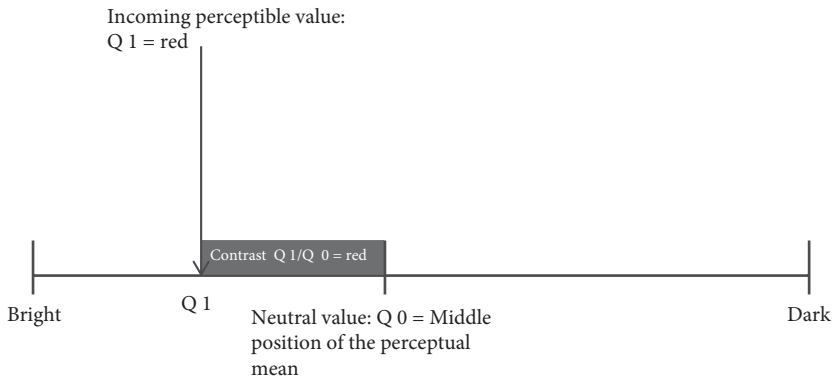 Incoming perceptible value:
Q 1 = red
Contrast Q 1/Q 0 = red
Q 1
Bright
Neutral value: Q 0 = Middle
position of the perceptual
mean
Dark